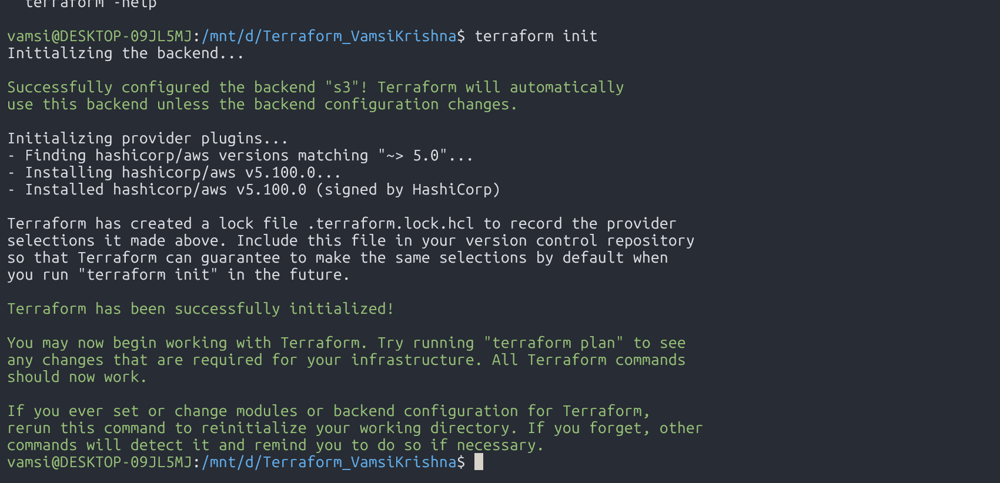 terraform -help
vamsi@DESKTOP-09JL5MJ:/mnt/d/Terraform_VamsiKrishna$ terraform init
Initializing the backend...
Successfully configured the backend "s3"! Terraform will automatically
use this backend unless the backend configuration changes.
Initializing provider plugins...
- Finding hashicorp/aws versions matching "~> 5.0"...
- Installing hashicorp/aws v5.100.0...
- Installed hashicorp/aws v5.100.0 (signed by HashiCorp)
Terraform has created a lock file .terraform.lock.hcl to record the provider
selections it made above. Include this file in your version control repository
so that Terraform can guarantee to make the same selections by default when
you run "terraform init" in the future.
Terraform has been successfully initialized!
You may now begin working with Terraform. Try running "terraform plan" to see
any changes that are required for your infrastructure. All Terraform commands
should now work.
If you ever set or change modules or backend configuration for Terraform,
rerun this command to reinitialize your working directory. If you forget, other
commands will detect it and remind you to do so if necessary.
vamsi@DESKTOP-09JL5MJ:/mnt/d/Terraform_VamsiKrishna$